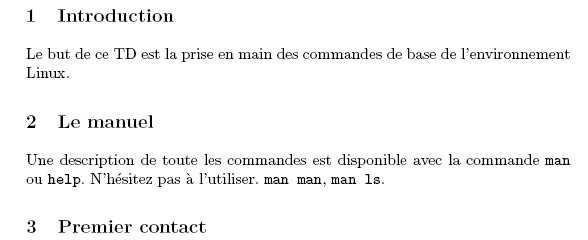 1 Introduction
Le but de ce TD est la prise en main des commandes de base de l'environnement
Linux.
2 Le manuel
Une description de toute les commandes est disponible avec la commande man
ou help. N'hésitez pas à l'utiliser. man man, man ls.
3 Premier contact